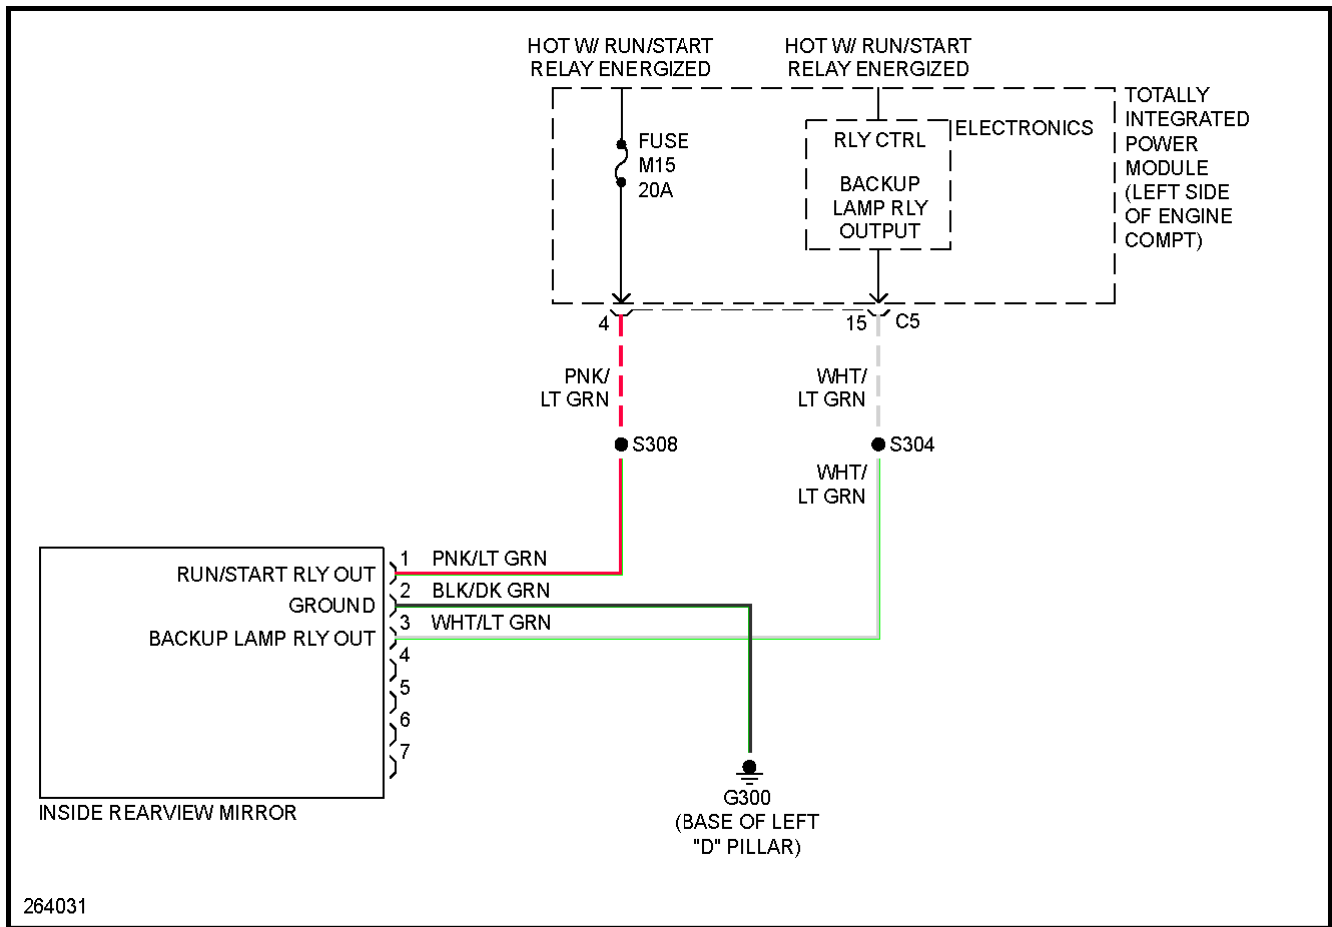 HOT W/ RUN/START
RELAY ENERGIZED
HOT W/ RUN/START
RELAY ENERGIZED
FUSE
M15
20A
RLY CTRL
BACKUP
LAMP RLY
OUTPUT
ELECTRONICS
TOTALLY
INTEGRATED
POWER
MODULE
(LEFT SIDE
OF ENGINE
COMPT)
4
15
C5
PNK/
LT GRN
WHT/
LT GRN
S308
S304
WHT/
LT GRN
RUN/START RLY OUT
1
PNK/LT GRN
GROUND
2
BLK/DK GRN
BACKUP LAMP RLY OUT
3
WHT/LT GRN
4
5
6
7
INSIDE REARVIEW MIRROR
G300
(BASE OF LEFT
"D" PILLAR)
264031